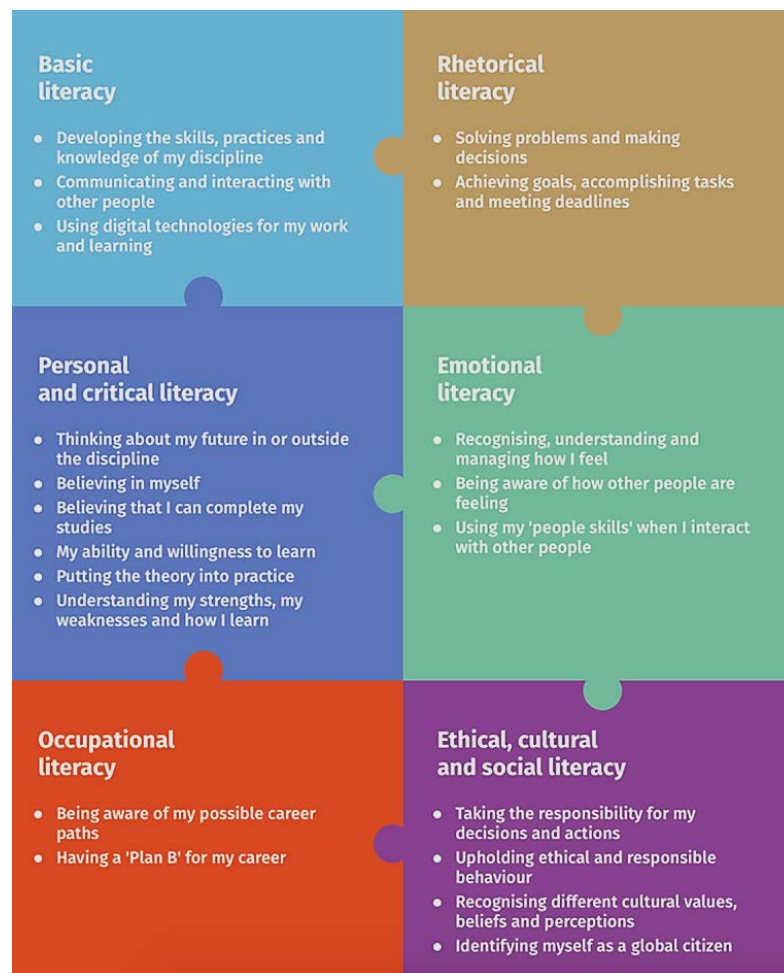 Basic
literacy
• Developing the skills, practices and
knowledge of my discipline
• Communicating and interacting with
other people
• Using digital technologies for my work
and learning
Rhetorical
literacy
• Solving problems and making
decisions
• Achieving goals, accomplishing tasks
and meeting deadlines
Personal
and critical literacy
• Thinking about my future in or outside
the discipline
• Believing in myself
• Believing that I can complete my
studies
• My ability and willingness to learn
• Putting the theory into practice
• Understanding my strengths, my
weaknesses and how I learn
Emotional
literacy
• Recognising, understanding and
managing how I feel
• Being aware of how other people are
feeling
• Using my 'people skills' when I interact
with other people
Occupational
literacy
• Being aware of my possible career
paths
• Having a 'Plan B' for my career
Ethical, cultural
and social literacy
• Taking the responsibility for my
decisions and actions
• Upholding ethical and responsible
behaviour
• Recognising different cultural values,
beliefs and perceptions
• Identifying myself as a global citizen